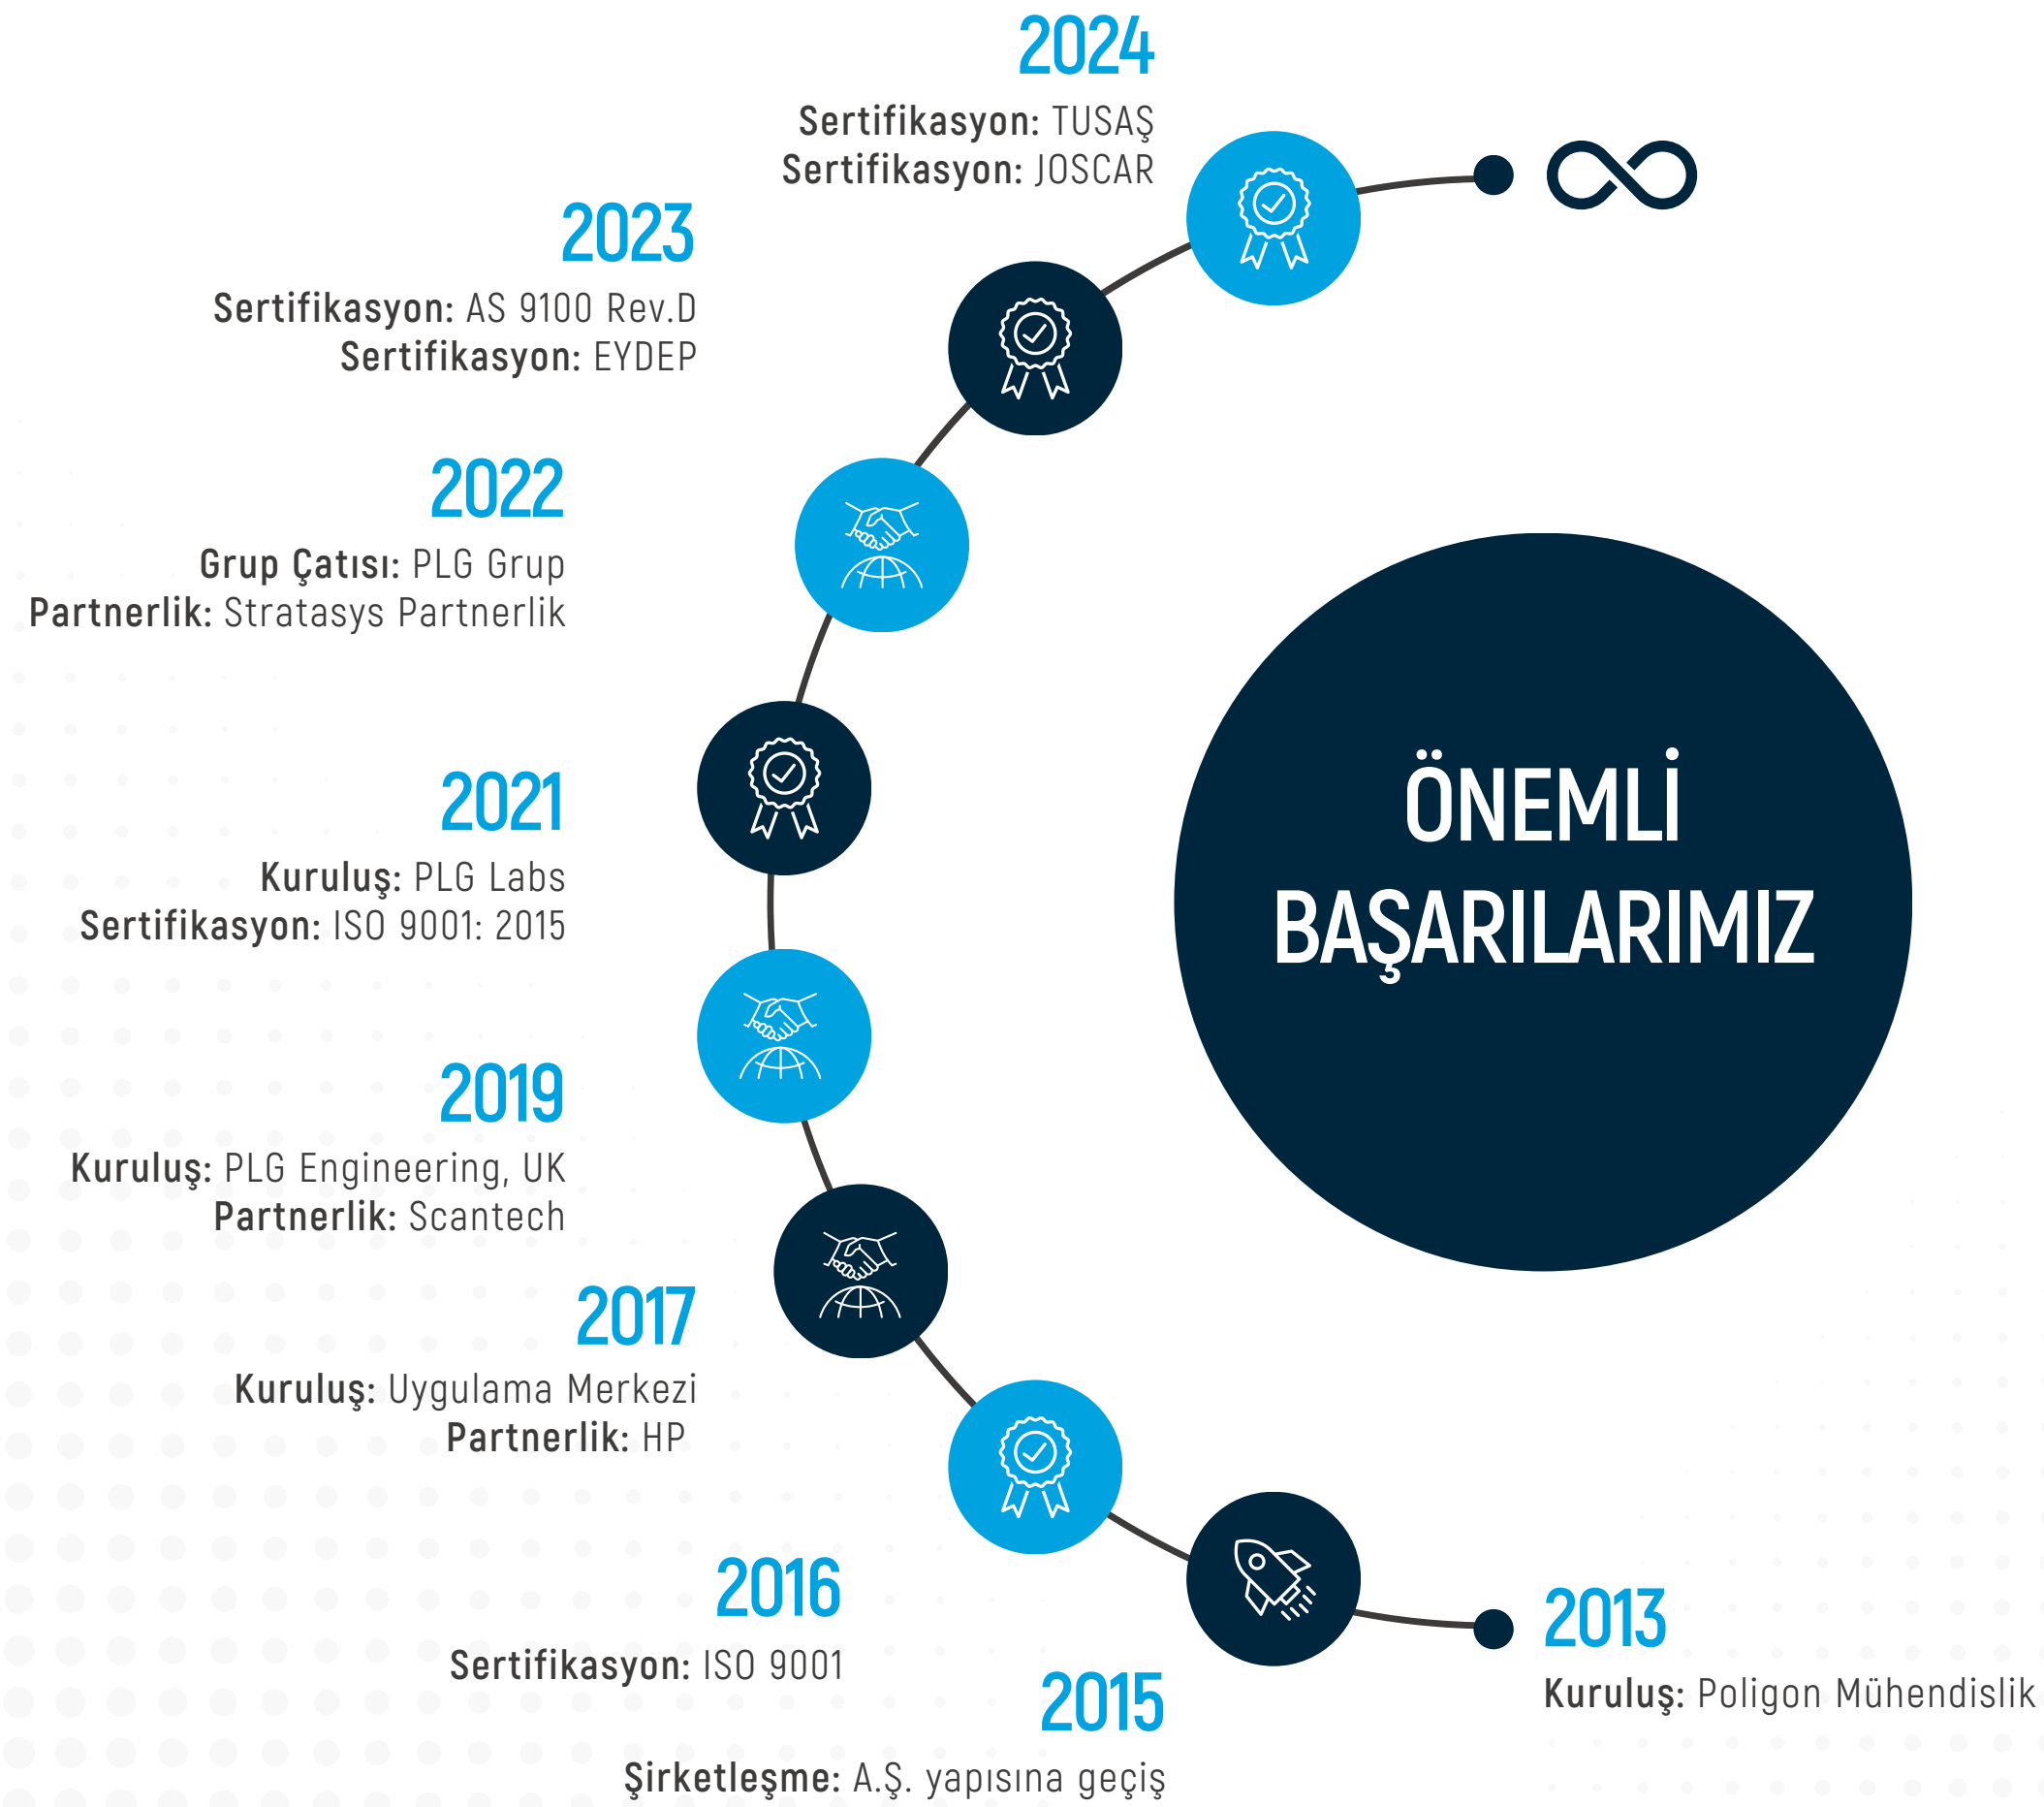 2024
Sertifikasyon: TUSAŞ
Sertifikasyon: JOSCAR
2023
Sertifikasyon: AS 9100 Rev.D
Sertifikasyon: EYDEP
2022
Grup Çatısı: PLG Grup
Partnerlik: Stratasys Partnerlik
2021
Kuruluş: PLG Labs
Sertifikasyon: ISO 9001: 2015
2019
Kuruluş: PLG Engineering, UK
Partnerlik: Scantech
2017
Kuruluş: Uygulama Merkezi
Partnerlik: HP
2016
Sertifikasyon: ISO 9001
2015
Şirketleşme: A.Ş. yapısına geçiş
2013
Kuruluş: Poligon Mühendislik
ÖNEMLİ
BAŞARILARIMIZ